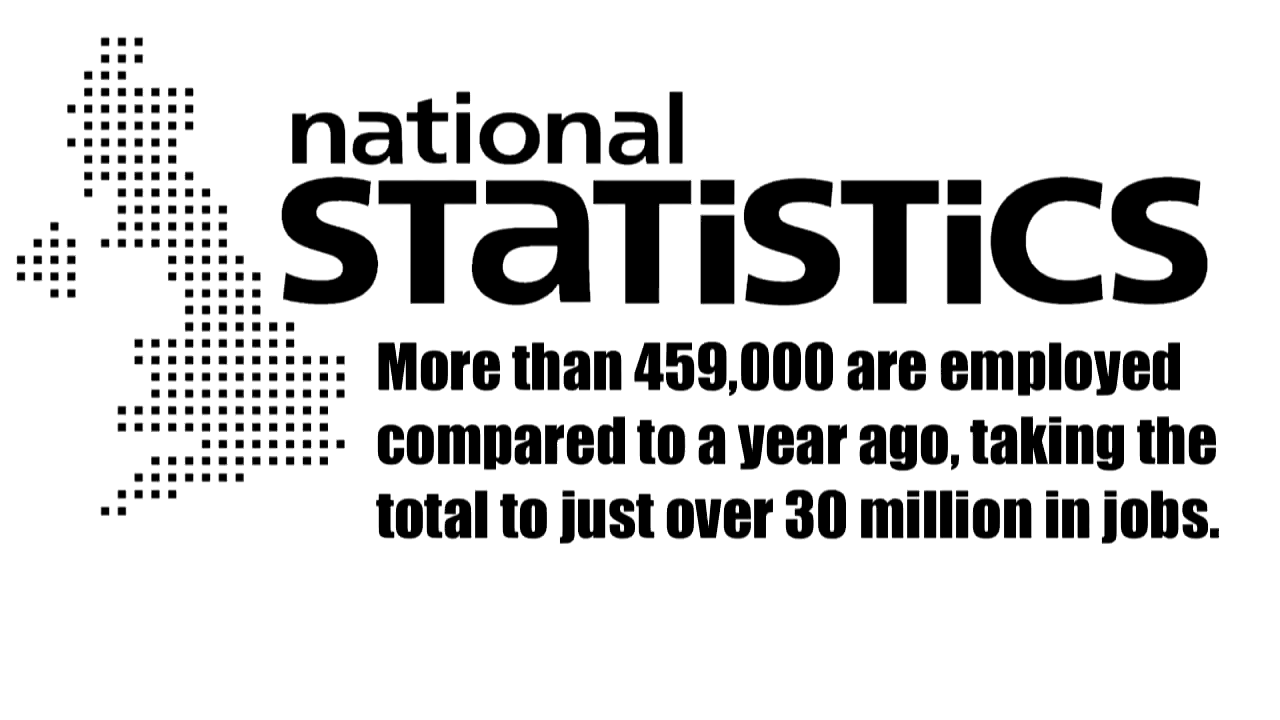 national
STaTiSTiCS
More than 459,000 are employed
compared to a year ago, taking the
total to just over 30 million in jobs.